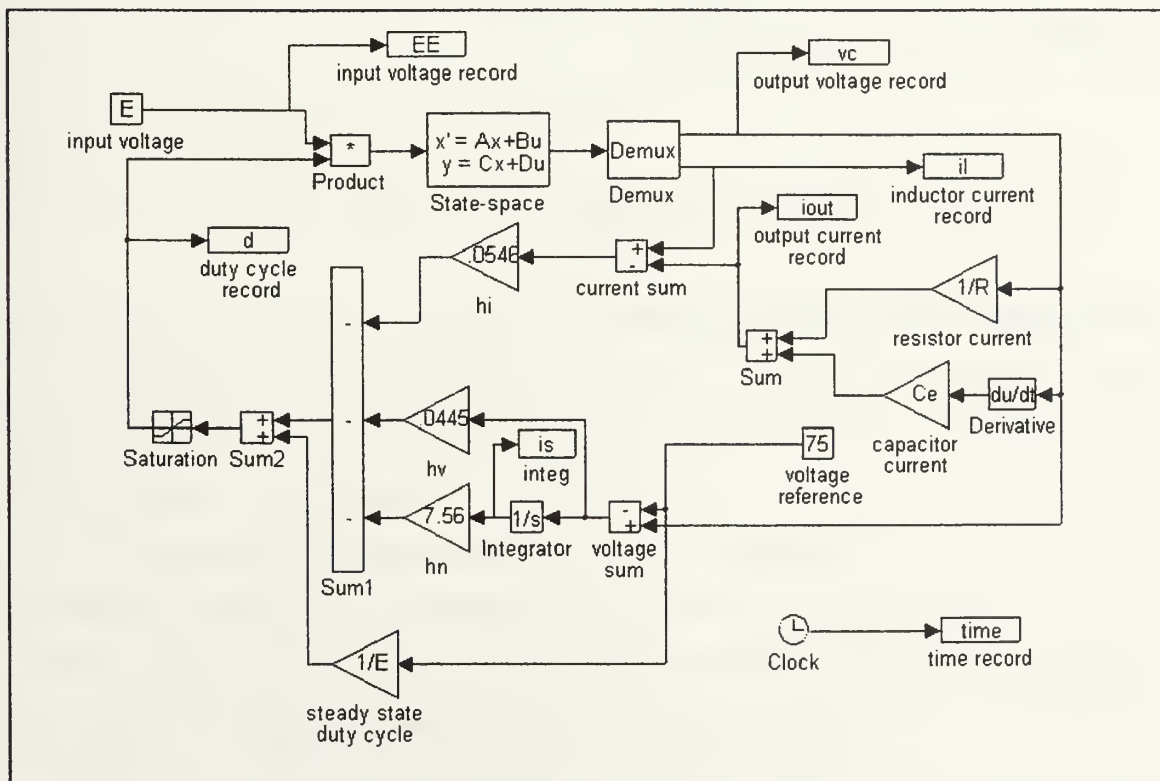 EE
input voltage record
vc
output voltage record
E
input voltage
*
Product
x' = Ax+Bu
y = Cx+Du
State-space
Demux
Demux
il
inductor current
record
iout
output current
record
d
duty cycle
record
.0546
hi
+
-
current sum
1/R
resistor current
+
+
Sum
Ce
capacitor
current
du/dt
Derivative
-
-
-
Sum1
Saturation
+
+
Sum2
.0445
hv
is
integ
75
voltage
reference
7.56
hn
1/s
Integrator
-
+
voltage
sum
1/E
steady state
duty cycle
Clock
time
time record